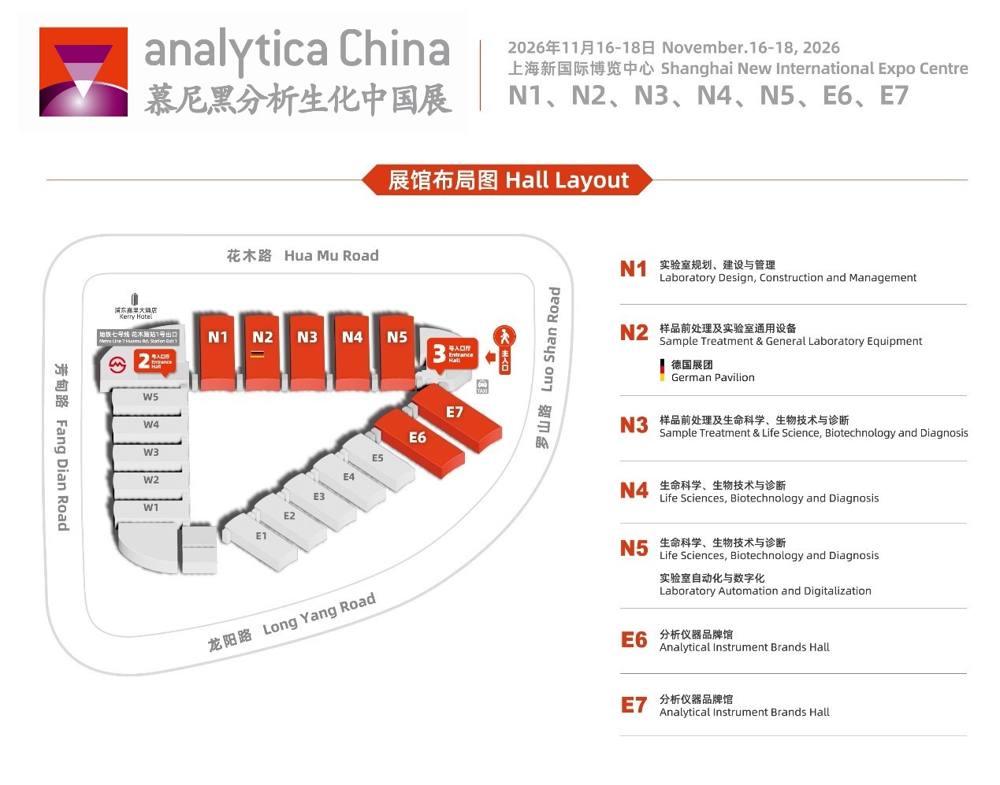 analytica China
慕尼黑分析生化中国展
2026年11月16-18日 November.16-18, 2026
上海新国际博览中心 Shanghai New International Expo Centre
N1、N2、N3、N4、N5、E6、E7
展馆布局图 Hall Layout
花木路 Hua Mu Road
浦东嘉里大酒店
Kerry Hotel
地铁七号线 花木路站1号出口
Metro Line 7 Huamu Rd. Station Exit 1
2 号入口厅
Entrance
Hall
N1
N2
N3
N4
N5
3 号入口厅
Entrance
Hall
主入口
TAXI
罗山路 Luo Shan Road
芳甸路 Fang Dian Road
W5
W4
W3
W2
W1
E7
E6
E5
E4
E3
E2
E1
龙阳路 Long Yang Road
N1 实验室规划、建设与管理
Laboratory Design, Construction and Management
N2 样品前处理及实验室通用设备
Sample Treatment & General Laboratory Equipment
德国展团
German Pavilion
N3 样品前处理及生命科学、生物技术与诊断
Sample Treatment & Life Science, Biotechnology and Diagnosis
N4 生命科学、生物技术与诊断
Life Sciences, Biotechnology and Diagnosis
N5 生命科学、生物技术与诊断
Life Sciences, Biotechnology and Diagnosis
实验室自动化与数字化
Laboratory Automation and Digitalization
E6 分析仪器品牌馆
Analytical Instrument Brands Hall
E7 分析仪器品牌馆
Analytical Instrument Brands Hall